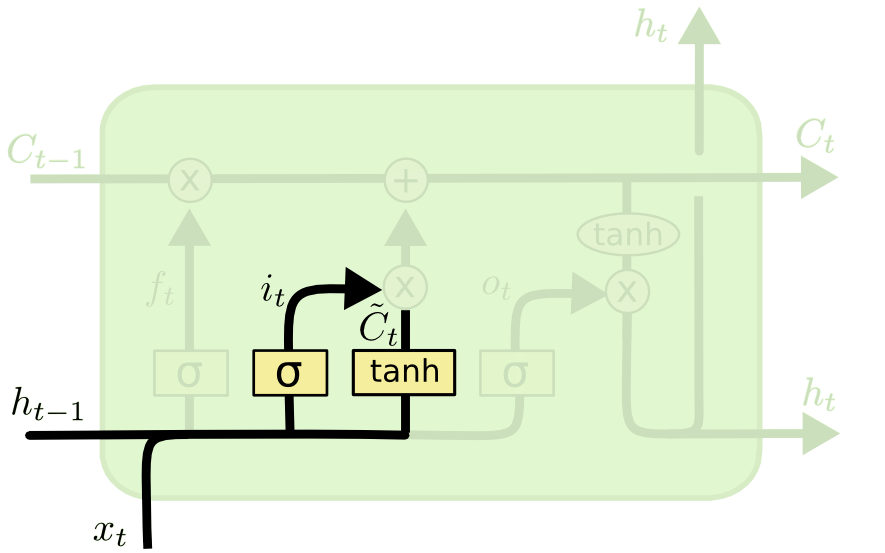 h_t
C_{t-1}
C_t
x
+
tanh
f_t
i_t
x
o_t
x
C̃_t
σ
σ
tanh
σ
h_{t-1}
h_t
x_t